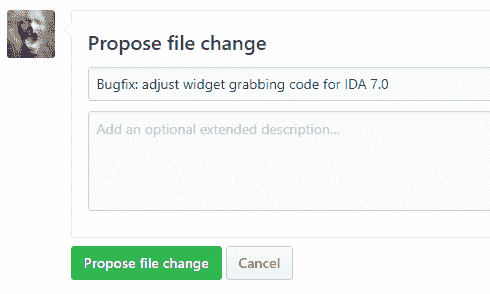 Propose file change
Bugfix: adjust widget grabbing code for IDA 7.0
Add an optional extended description...
Propose file change
Cancel